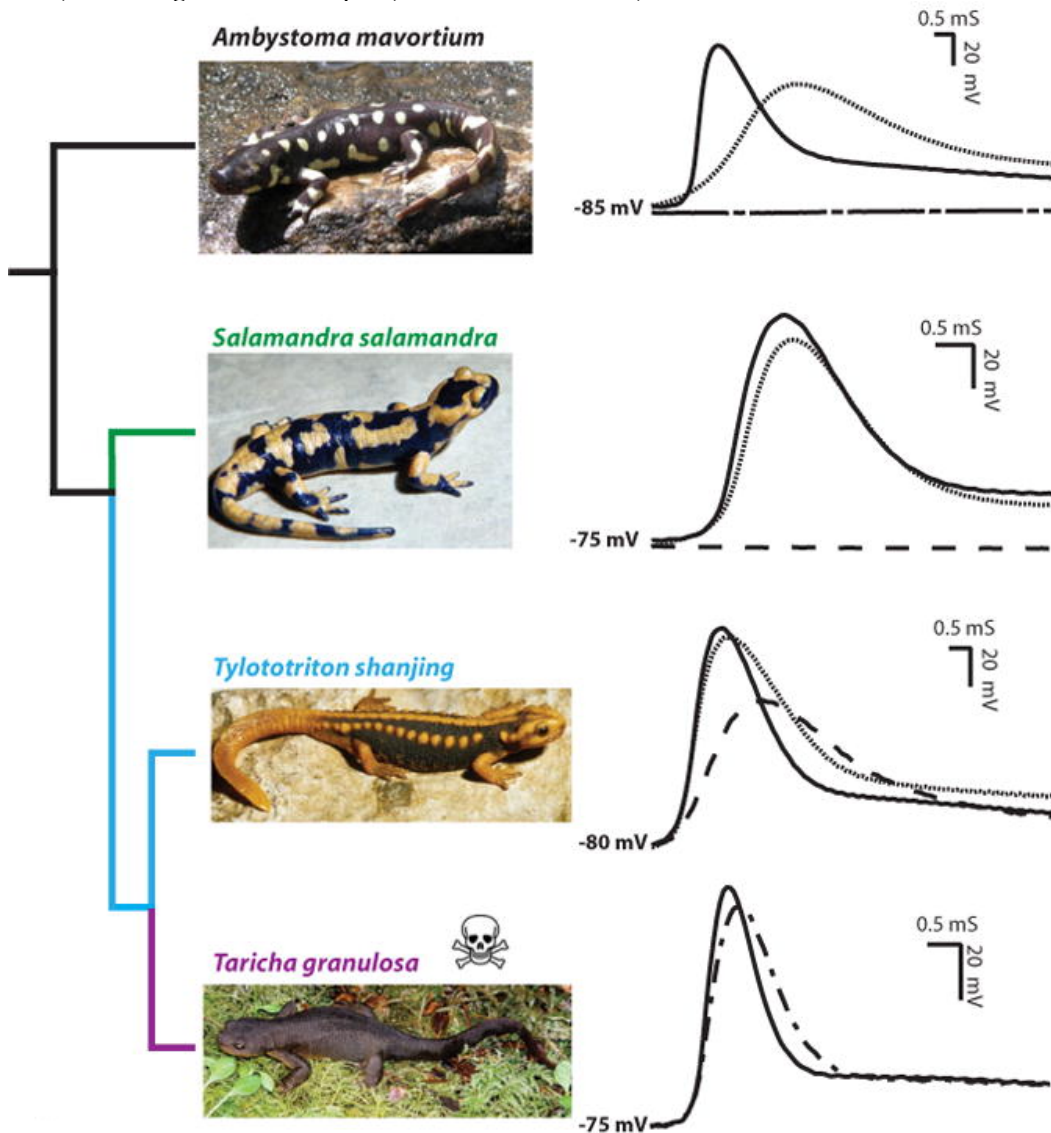 Ambystoma mavortium
0.5 mS
20 mV
-85 mV
Salamandra salamandra
0.5 mS
20 mV
-75 mV
Tylototriton shanjing
0.5 mS
20 mV
-80 mV
Taricha granulosa
0.5 mS
20 mV
-75 mV